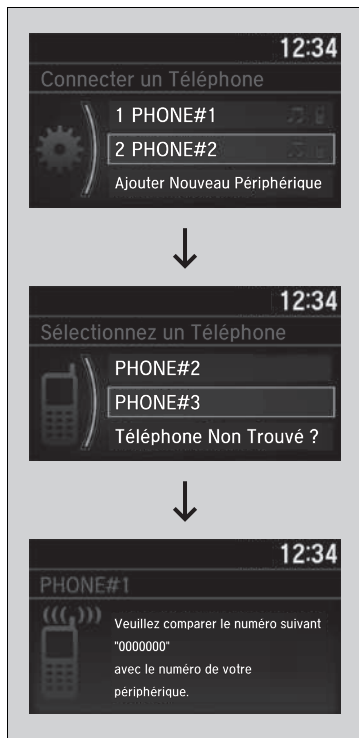 12:34
Connecter un Téléphone
1 PHONE#1
2 PHONE#2
Ajouter Nouveau Périphérique
12:34
Sélectionnez un Téléphone
PHONE#2
PHONE#3
Téléphone Non Trouvé ?
12:34
PHONE#1
Veuillez comparer le numéro suivant
"0000000"
avec le numéro de votre
périphérique.